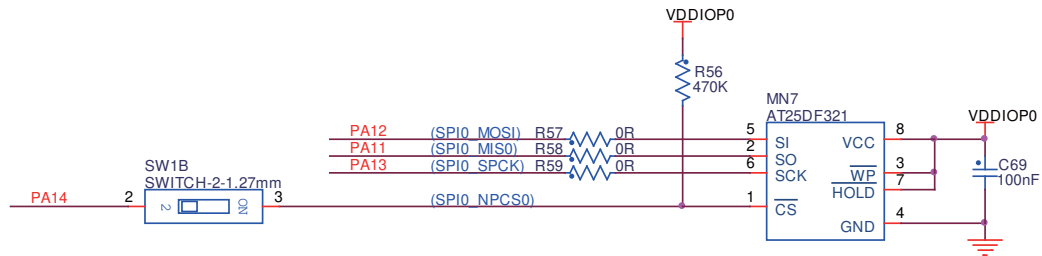 VDDIOP0
R56
470K
MN7
AT25DF321
VDDIOP0
PA12 (SPI0_MOSI) R57 0R 5 SI VCC 8
PA11 (SPI0_MIS0) R58 0R 2 SO WP 3
PA13 (SPI0_SPCK) R59 0R 6 SCK HOLD 7
C69
100nF
SW1B
SWITCH-2-1.27mm
PA14 2 2 ON 3 (SPI0_NPCS0) 1 CS
GND 4